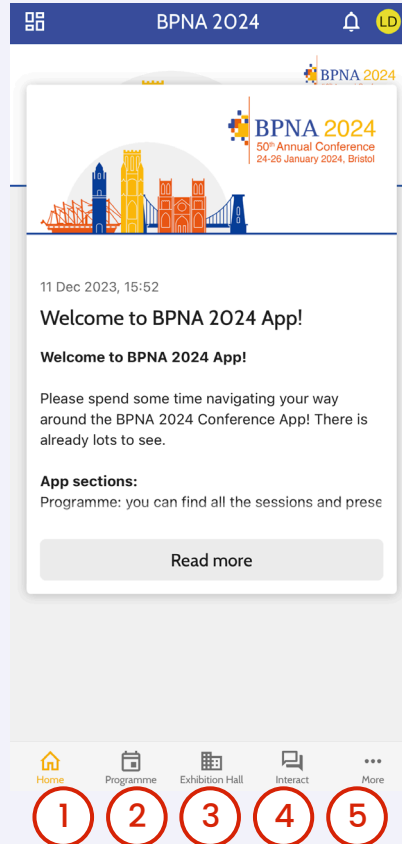 BPNA 2024
LD
BPNA 2024
BPNA 2024
50th Annual Conference
24-26 January 2024, Bristol
11 Dec 2023, 15:52
Welcome to BPNA 2024 App!
Welcome to BPNA 2024 App!
Please spend some time navigating your way
around the BPNA 2024 Conference App! There is
already lots to see.
App sections:
Programme: you can find all the sessions and prese
Read more
Home
Programme
Exhibition Hall
Interact
More
1
2
3
4
5